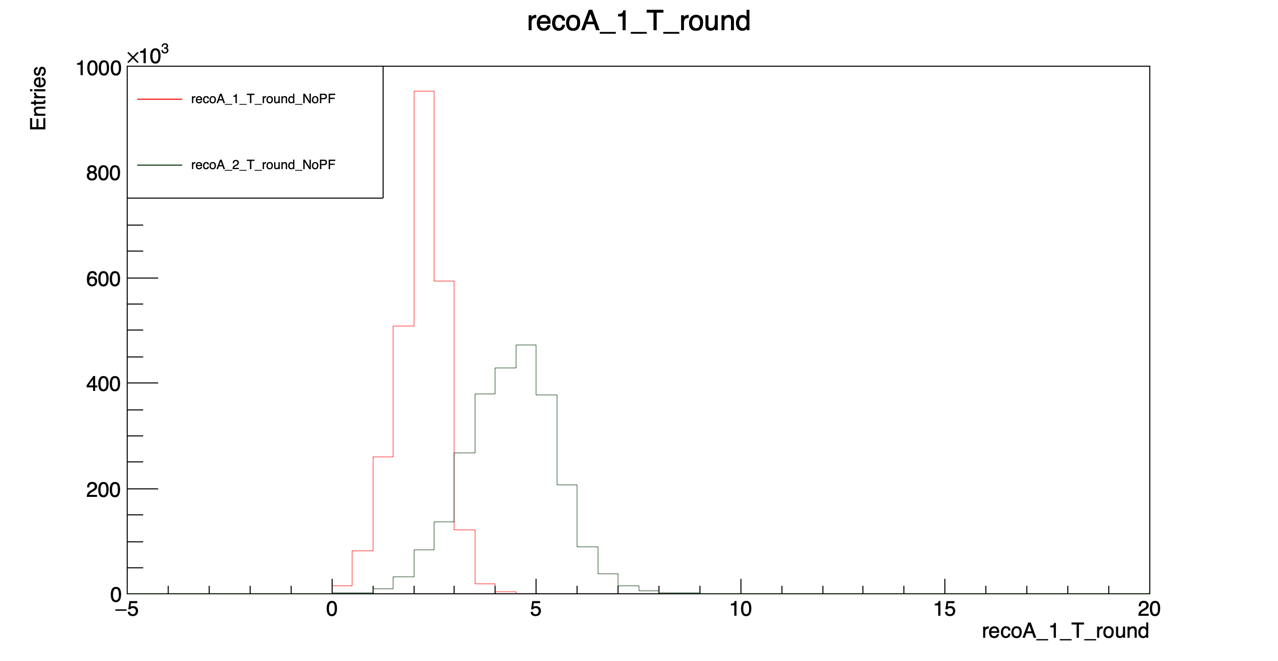 recoA_1_T_round
×10³
Entries
1000
800
600
400
200
0
recoA_1_T_round_NoPF
recoA_2_T_round_NoPF
−5 0 5 10 15 20
recoA_1_T_round